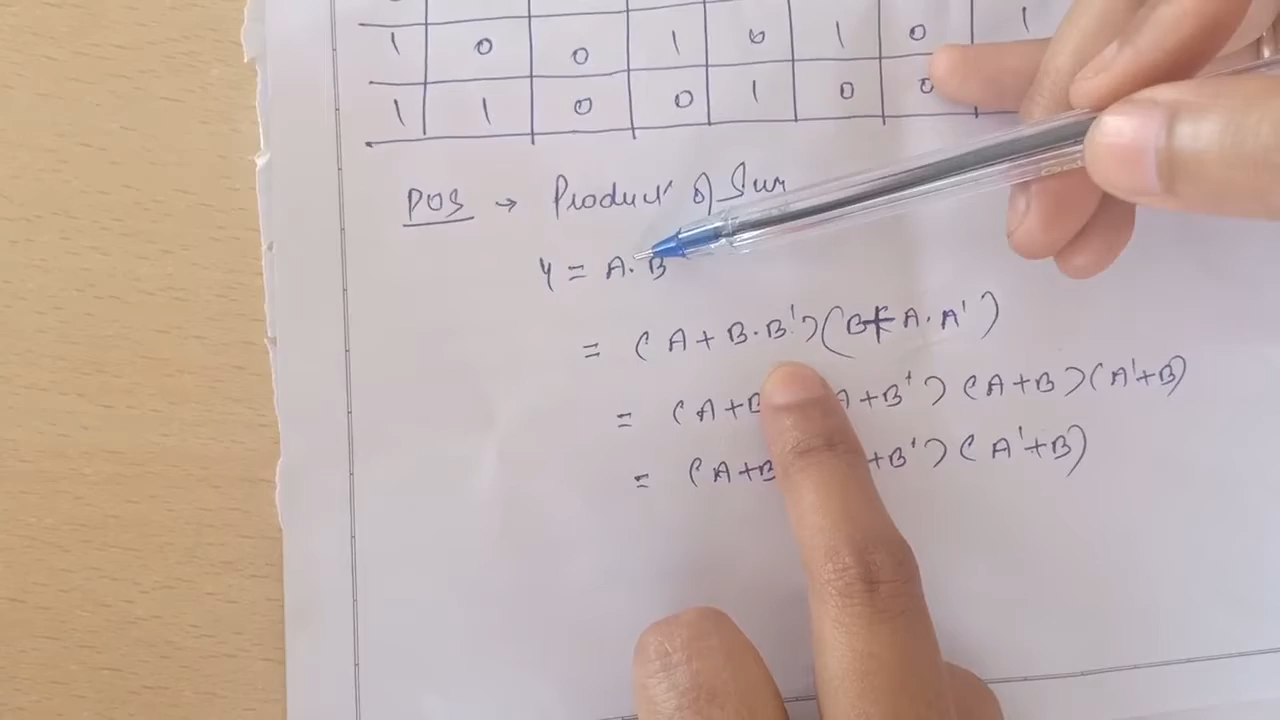 1 0 0 1 0 1 0 1
1 1 0 0 1 0 0
POS → Product of Sum
Y = A.B
= (A+B.B')(B+A.A')
= (A+B A+B') (A+B)(A'+B)
= (A+B +B')(A'+B)